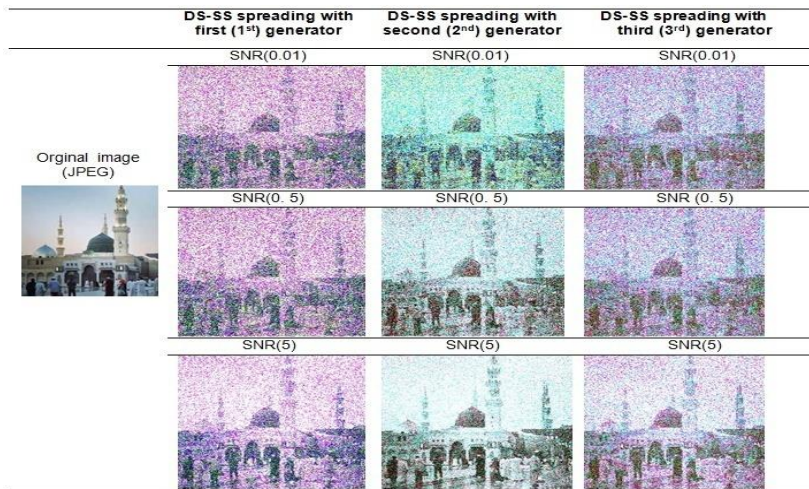 DS-SS spreading with first (1st) generator
DS-SS spreading with second (2nd) generator
DS-SS spreading with third (3rd) generator
SNR(0.01)
SNR(0.01)
SNR(0.01)
Orginal image
(JPEG)
SNR(0. 5)
SNR(0. 5)
SNR (0. 5)
SNR(5)
SNR(5)
SNR(5)